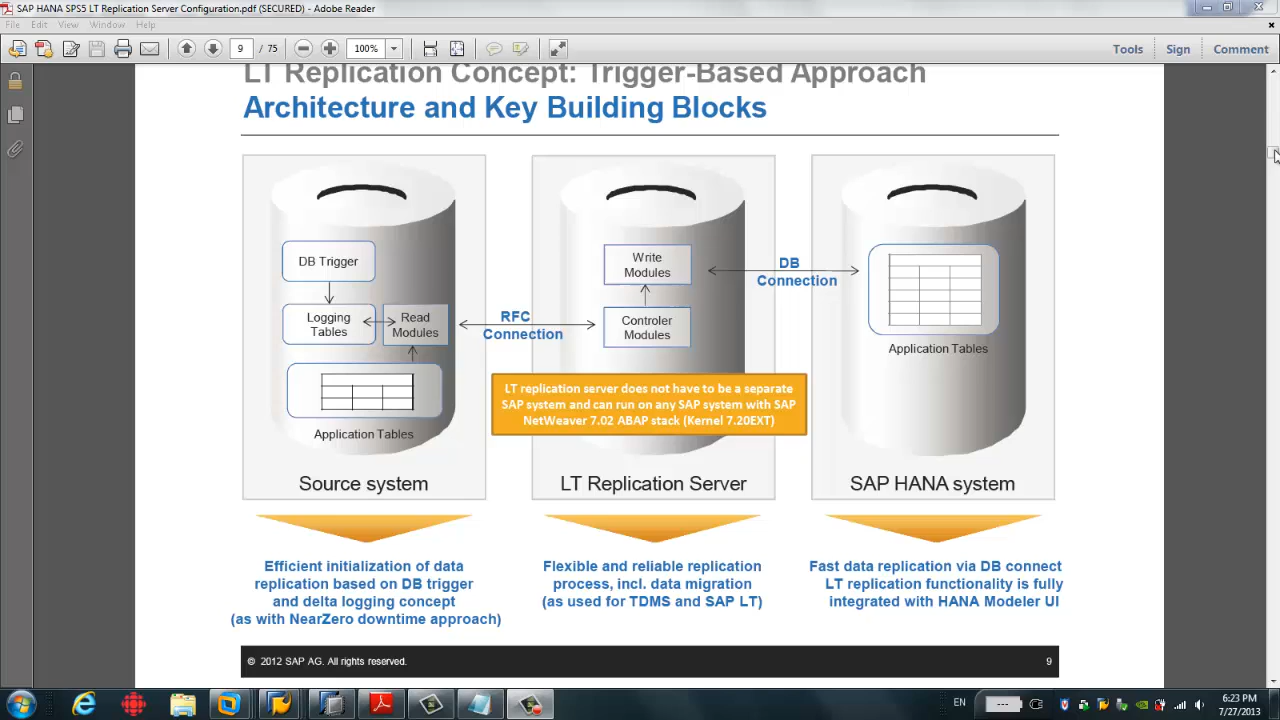 SAP HANA SPS5 LT Replication Server Configuration.pdf (SECURED) - Adobe Reader
File Edit View Window Help
9 / 75 100% Tools Sign Comment
LT Replication Concept: Trigger-Based Approach
Architecture and Key Building Blocks
DB Trigger
Logging
Tables
Read
Modules
Application Tables
Source system
RFC
Connection
Write
Modules
Controler
Modules
LT replication server does not have to be a separate
SAP system and can run on any SAP system with SAP
NetWeaver 7.02 ABAP stack (Kernel 7.20EXT)
LT Replication Server
DB
Connection
Application Tables
SAP HANA system
Efficient initialization of data
replication based on DB trigger
and delta logging concept
(as with NearZero downtime approach)
Flexible and reliable replication
process, incl. data migration
(as used for TDMS and SAP LT)
Fast data replication via DB connect
LT replication functionality is fully
integrated with HANA Modeler UI
© 2012 SAP AG. All rights reserved. 9
EN
---
6:23 PM
7/27/2013